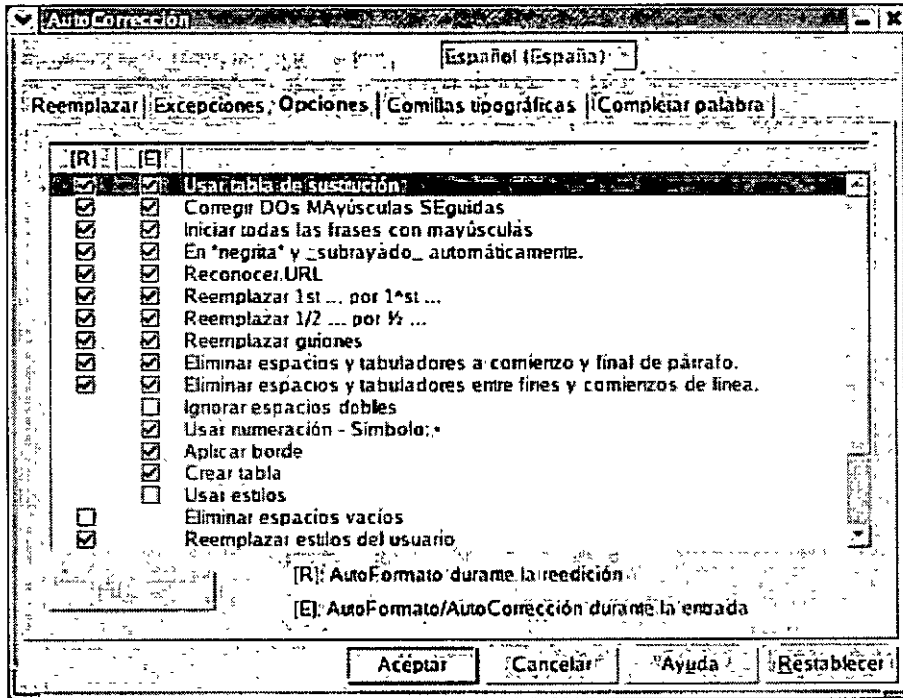 AutoCorrección
Español (España)
Reemplazar Excepciones Opciones Comillas tipográficas Completar palabra
[R] [E]
Usar tabla de sustitución
Corregir DOs MAyúsculas SEguidas
Iniciar todas las frases con mayúsculas
En *negrita* y _subrayado_ automáticamente.
Reconocer URL
Reemplazar 1st ... por 1^st ...
Reemplazar 1/2 ... por ½ ...
Reemplazar guiones
Eliminar espacios y tabuladores a comienzo y final de párrafo.
Eliminar espacios y tabuladores entre fines y comienzos de línea.
Ignorar espacios dobles
Usar numeración - Símbolo: •
Aplicar borde
Crear tabla
Usar estilos
Eliminar espacios vacíos
Reemplazar estilos del usuario
[R]: AutoFormato durante la reedición
[E]: AutoFormato/AutoCorrección durante la entrada
Aceptar Cancelar Ayuda Restablecer